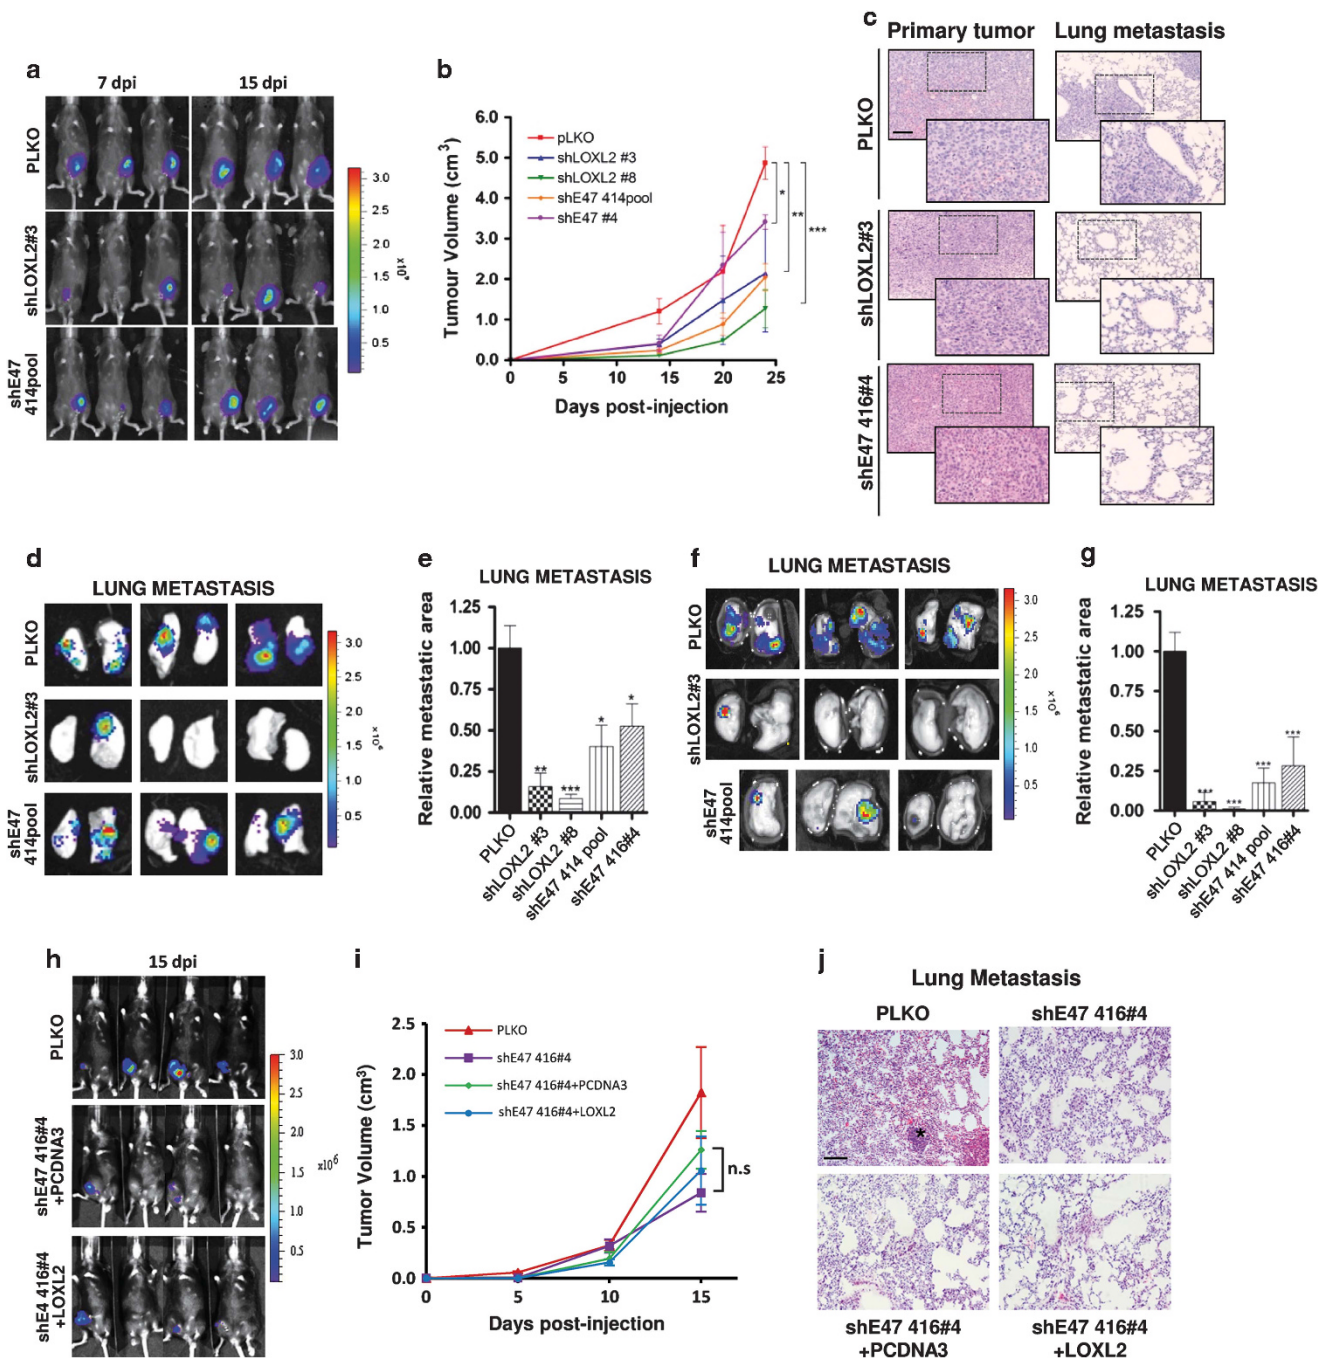 a
7 dpi
15 dpi
PLKO
shLOXL2#3
shE47
414pool
3.0
2.5
2.0
1.5
1.0
0.5
b
Tumour Volume (cm³)
6.0
5.0
4.0
3.0
2.0
1.0
0.0
pLKO
shLOXL2 #3
shLOXL2 #8
shE47 414pool
shE47 #4
*
**
***
0
5
10
15
20
25
Days post-injection
c
Primary tumor
Lung metastasis
PLKO
shLOXL2#3
shE47 416#4
d
LUNG METASTASIS
PLKO
shLOXL2#3
shE47
414pool
3.0
2.5
2.0
1.5
1.0
0.5
×10⁶
e
LUNG METASTASIS
Relative metastatic area
1.25
1.00
0.75
0.50
0.25
0.00
**
***
*
*
PLKO
shLOXL2 #3
shLOXL2 #8
shE47 414 pool
shE47 416#4
f
LUNG METASTASIS
PLKO
shLOXL2#3
shE47
414pool
3.0
2.5
2.0
1.5
1.0
0.5
×10⁶
g
LUNG METASTASIS
Relative metastatic area
1.25
1.00
0.75
0.50
0.25
0.00
***
***
***
***
PLKO
shLOXL2 #3
shLOXL2 #8
shE47 414 pool
shE47 416#4
h
15 dpi
PLKO
shE47 416#4
+PCDNA3
shE4 416#4
+LOXL2
3.0
2.5
2.0
1.5
1.0
0.5
x10⁶
i
Tumor Volume (cm³)
2.5
2.0
1.5
1.0
0.5
0.0
PLKO
shE47 416#4
shE47 416#4+PCDNA3
shE47 416#4+LOXL2
n.s
0
5
10
15
Days post-injection
j
Lung Metastasis
PLKO
shE47 416#4
*
shE47 416#4
+PCDNA3
shE47 416#4
+LOXL2